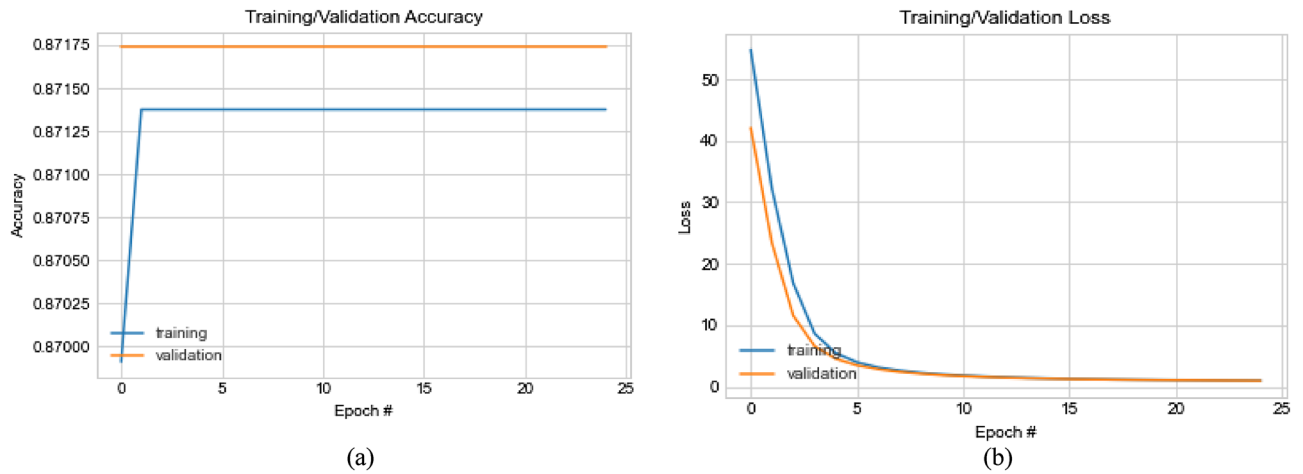 Training/Validation Accuracy
0.87175
0.87150
0.87125
0.87100
0.87075
0.87050
0.87025
0.87000
Accuracy
training
validation
0 5 10 15 20 25
Epoch #
(a)
Training/Validation Loss
50
40
30
20
10
0
Loss
training
validation
0 5 10 15 20 25
Epoch #
(b)